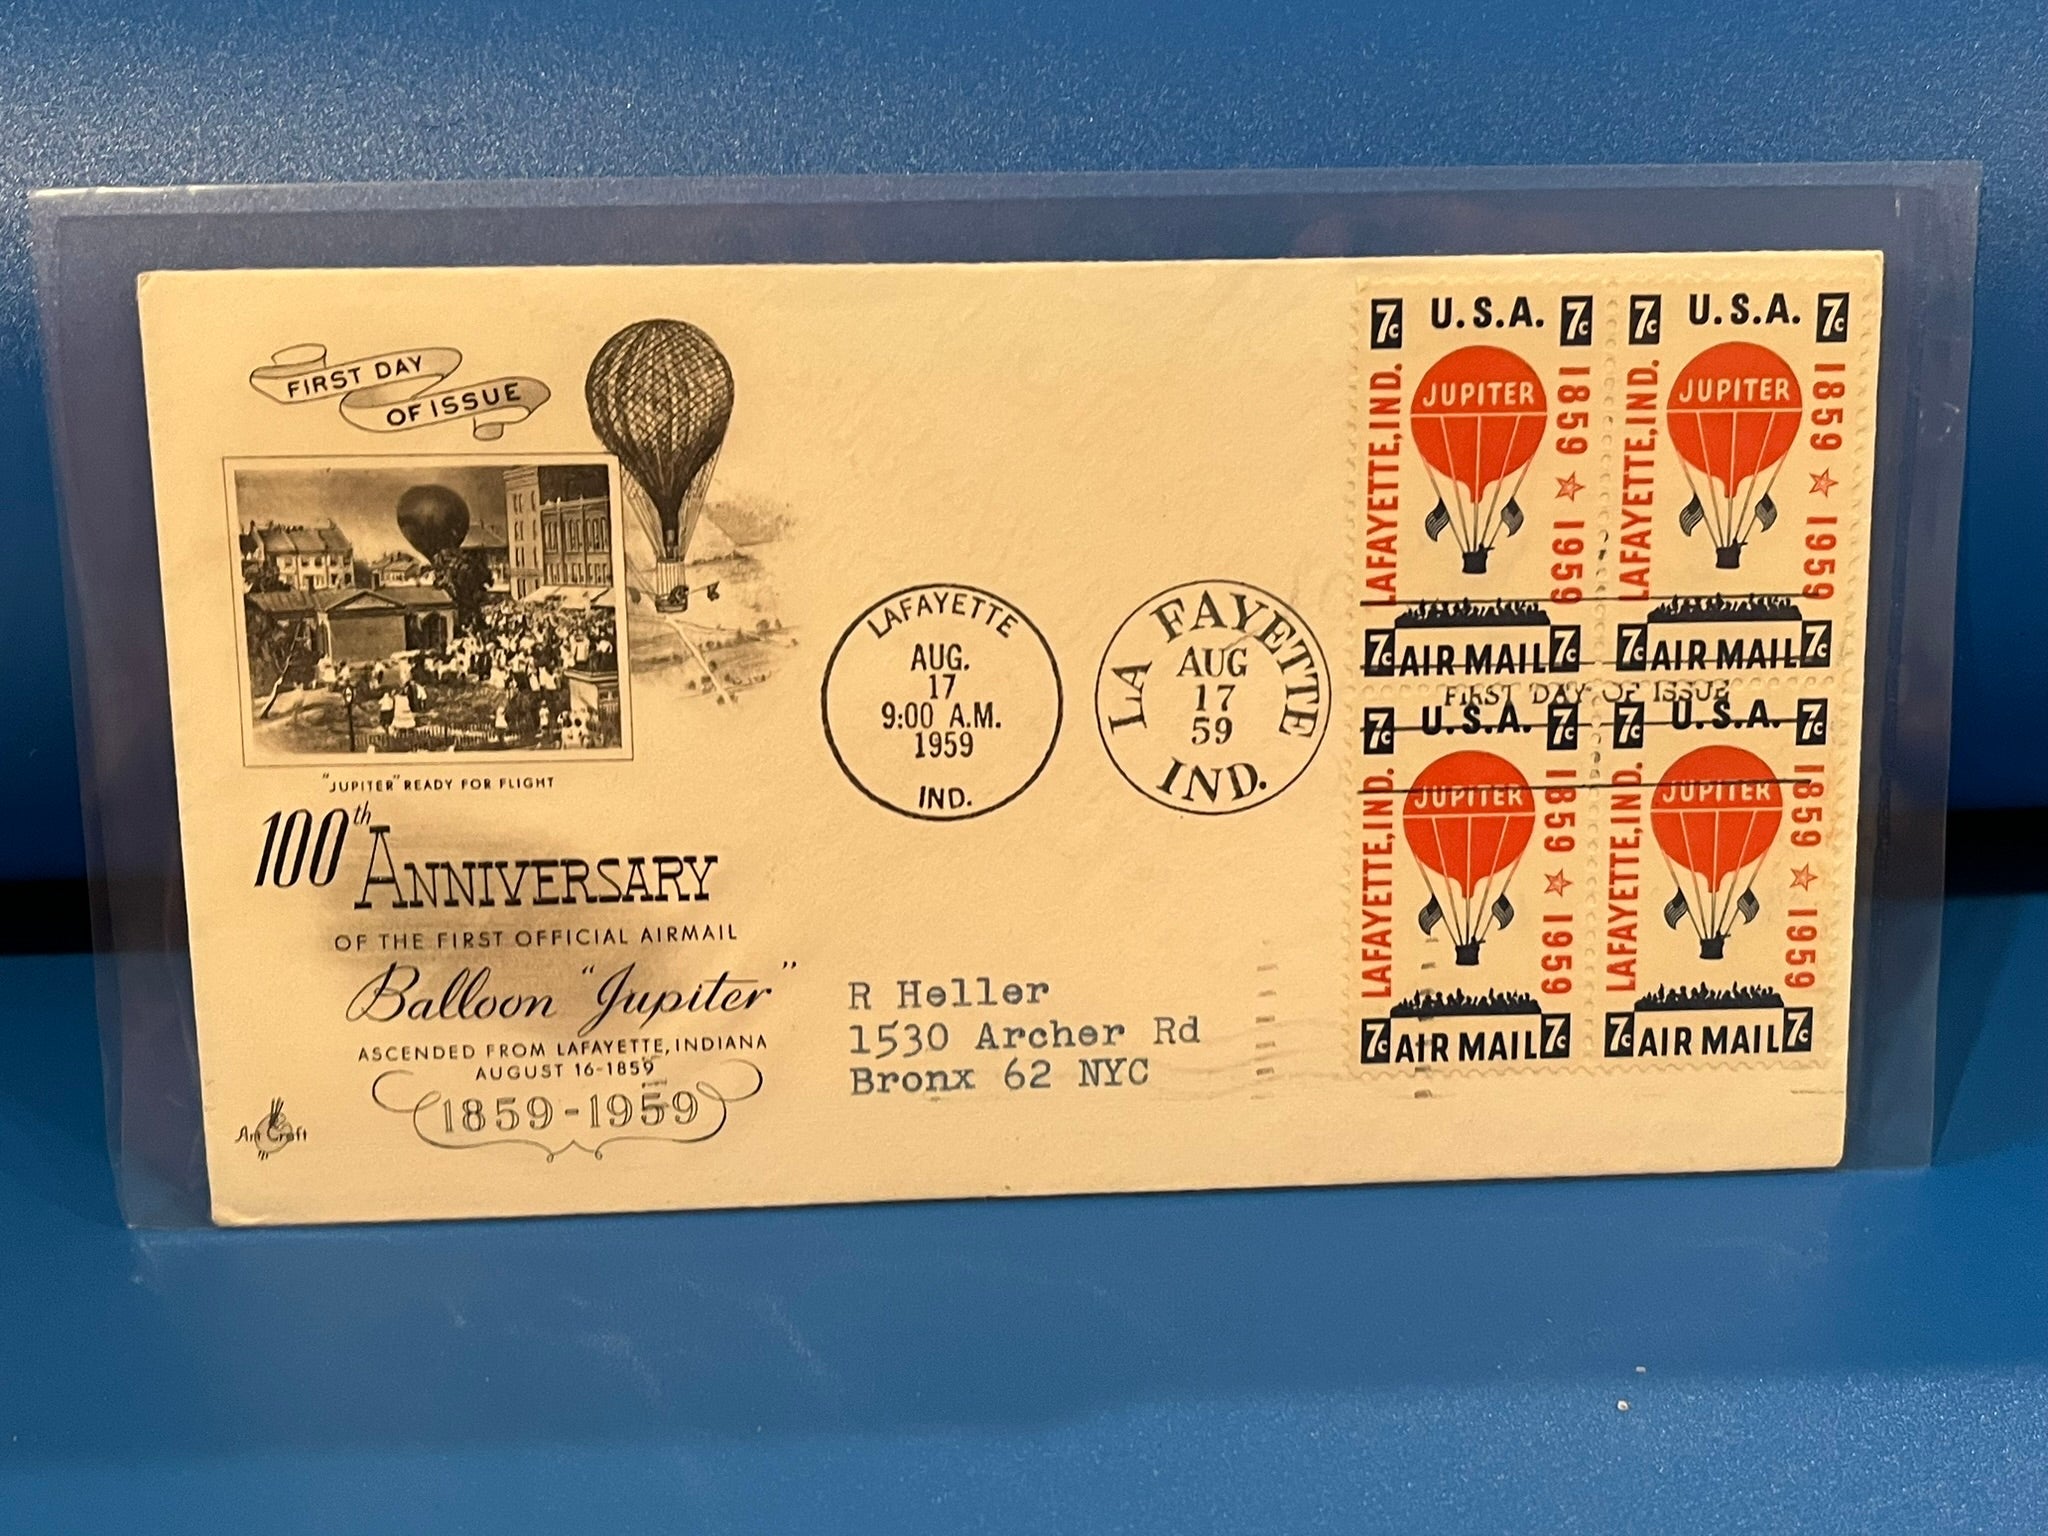 FIRST DAY
OF ISSUE
"JUPITER" READY FOR FLIGHT
100th
ANNIVERSARY
OF THE FIRST OFFICIAL AIRMAIL
Balloon "Jupiter"
ASCENDED FROM LAFAYETTE, INDIANA
AUGUST 16-1859
1859-1959
Art Craft
LAFAYETTE
AUG.
17
9:00 A.M.
1959
IND.
LA FAYETTE
AUG
17
59
IND.
R Heller
1530 Archer Rd
Bronx 62 NYC
7c U.S.A. 7c
LAFAYETTE, IND.
JUPITER
1859 ★ 1959
7c AIR MAIL 7c
7c U.S.A. 7c
LAFAYETTE, IND.
JUPITER
1859 ★ 1959
7c AIR MAIL 7c
FIRST DAY OF ISSUE
7c U.S.A. 7c
LAFAYETTE, IND.
JUPITER
1859 ★ 1959
7c AIR MAIL 7c
7c U.S.A. 7c
LAFAYETTE, IND.
JUPITER
1859 ★ 1959
7c AIR MAIL 7c